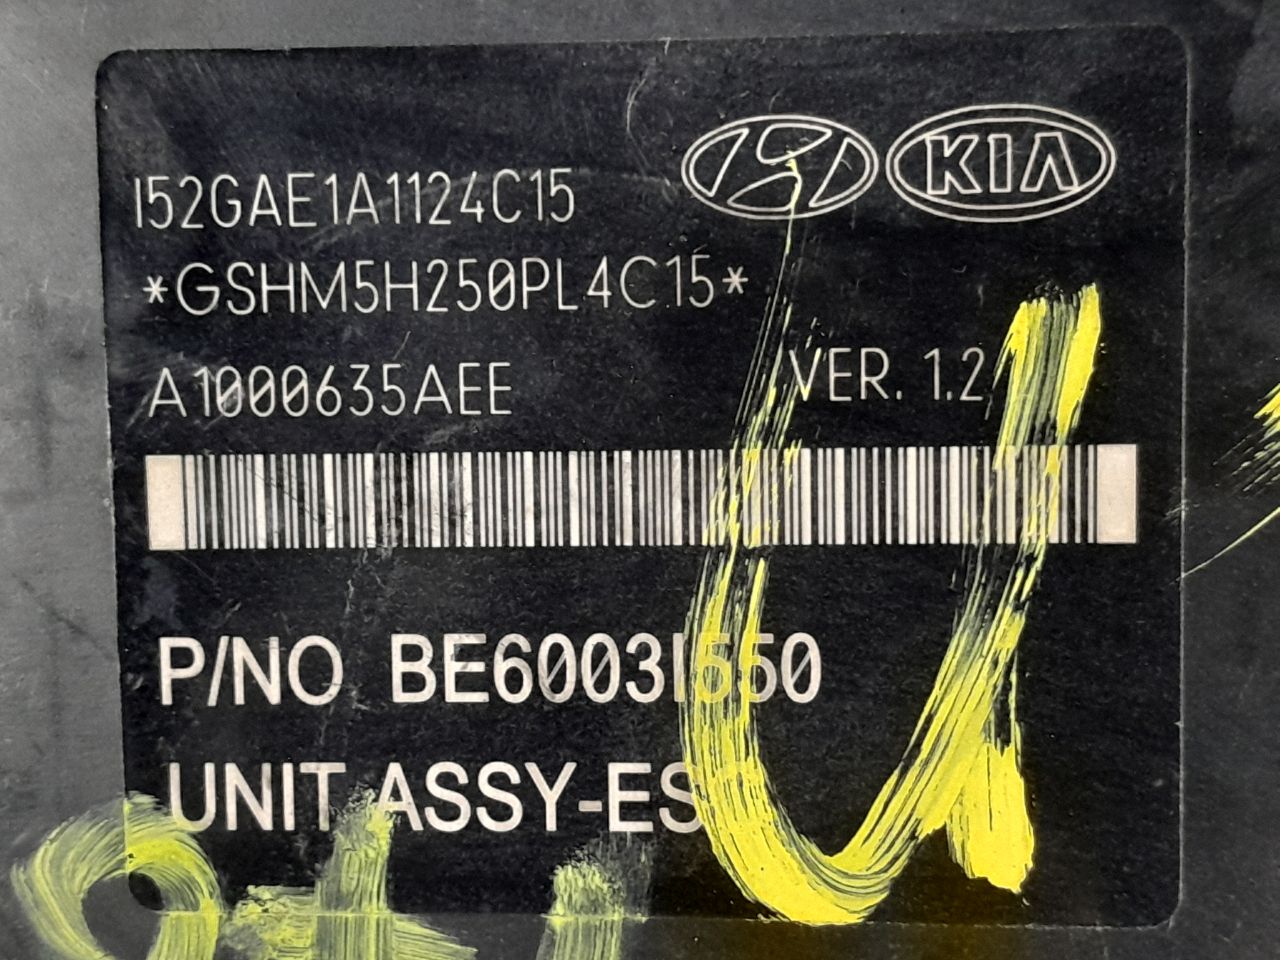 KIA
I52GAE1A1124C15
*GSHM5H250PL4C15*
A1000635AEE VER. 1.2
P/NO BE6003I550
UNIT ASSY-ES